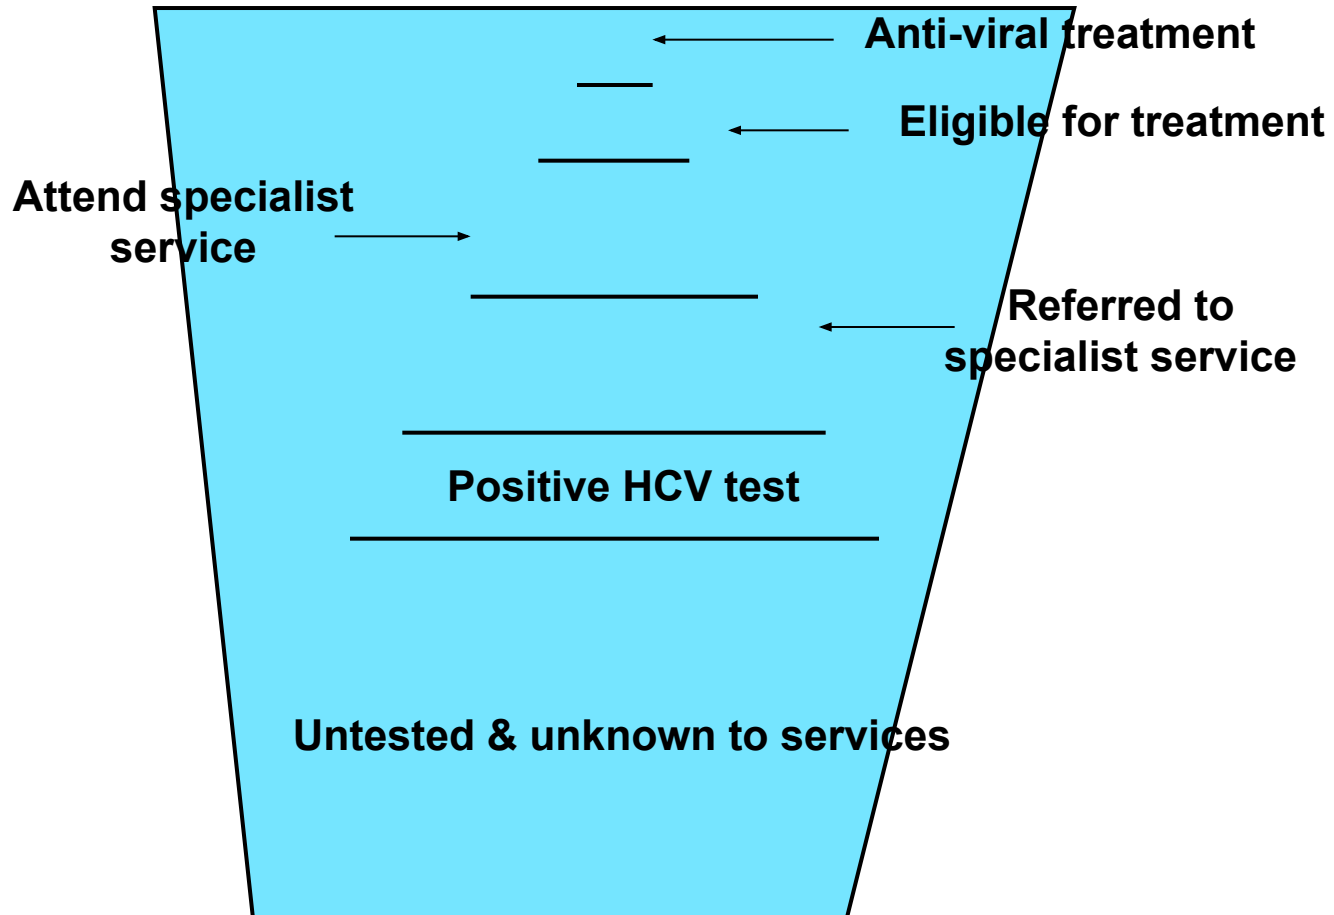 Anti-viral treatment
Eligible for treatment
Attend specialist
service
Referred to
specialist service
Positive HCV test
Untested & unknown to services